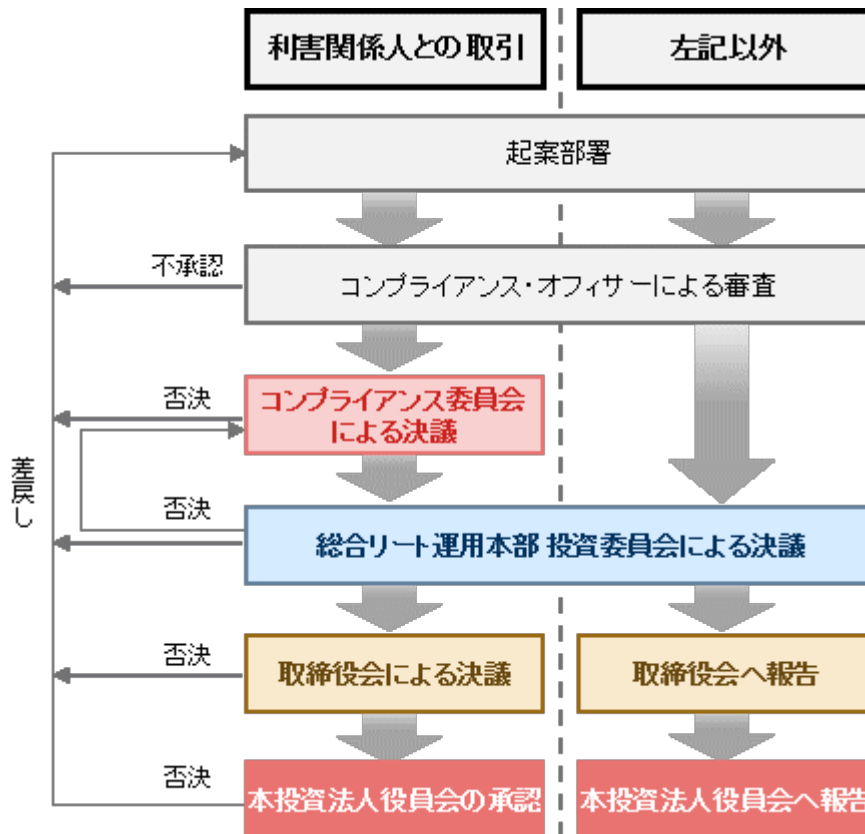 利害関係人との取引
左記以外
起案部署
不承認
コンプライアンス・オフィサーによる審査
否決
コンプライアンス委員会
による決議
差戻し
否決
総合リート運用本部 投資委員会による決議
否決
取締役会による決議
取締役会へ報告
否決
本投資法人役員会の承認
本投資法人役員会へ報告